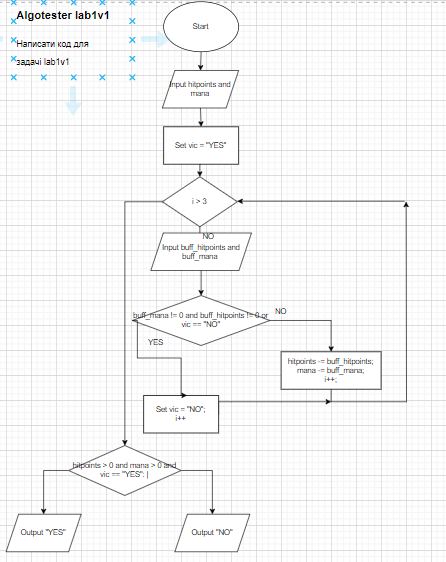 Algotester lab1v1
Написати код для
задачі lab1v1
Start
Input hitpoints and
mana
Set vic = "YES"
i > 3
NO
Input buff_hitpoints and
buff_mana
buff_mana != 0 and buff_hitpoints != 0 or
vic == "NO"
NO
YES
hitpoints -= buff_hitpoints;
mana -= buff_mana;
i++;
Set vic = "NO";
i++
hitpoints > 0 and mana > 0 and
vic == "YES": |
Output "YES"
Output "NO"